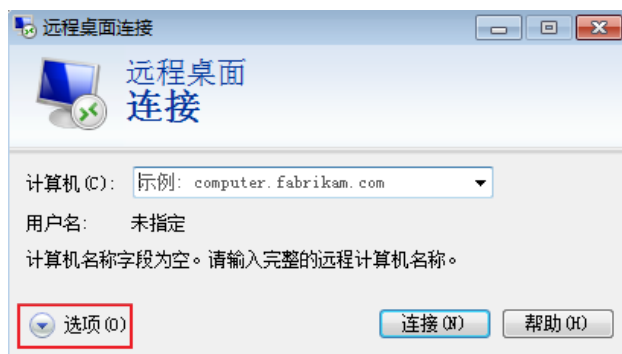 远程桌面连接
远程桌面
连接
计算机(C): 示例: computer.fabrikam.com
用户名: 未指定
计算机名称字段为空。请输入完整的远程计算机名称。
选项(O) 连接(N) 帮助(H)